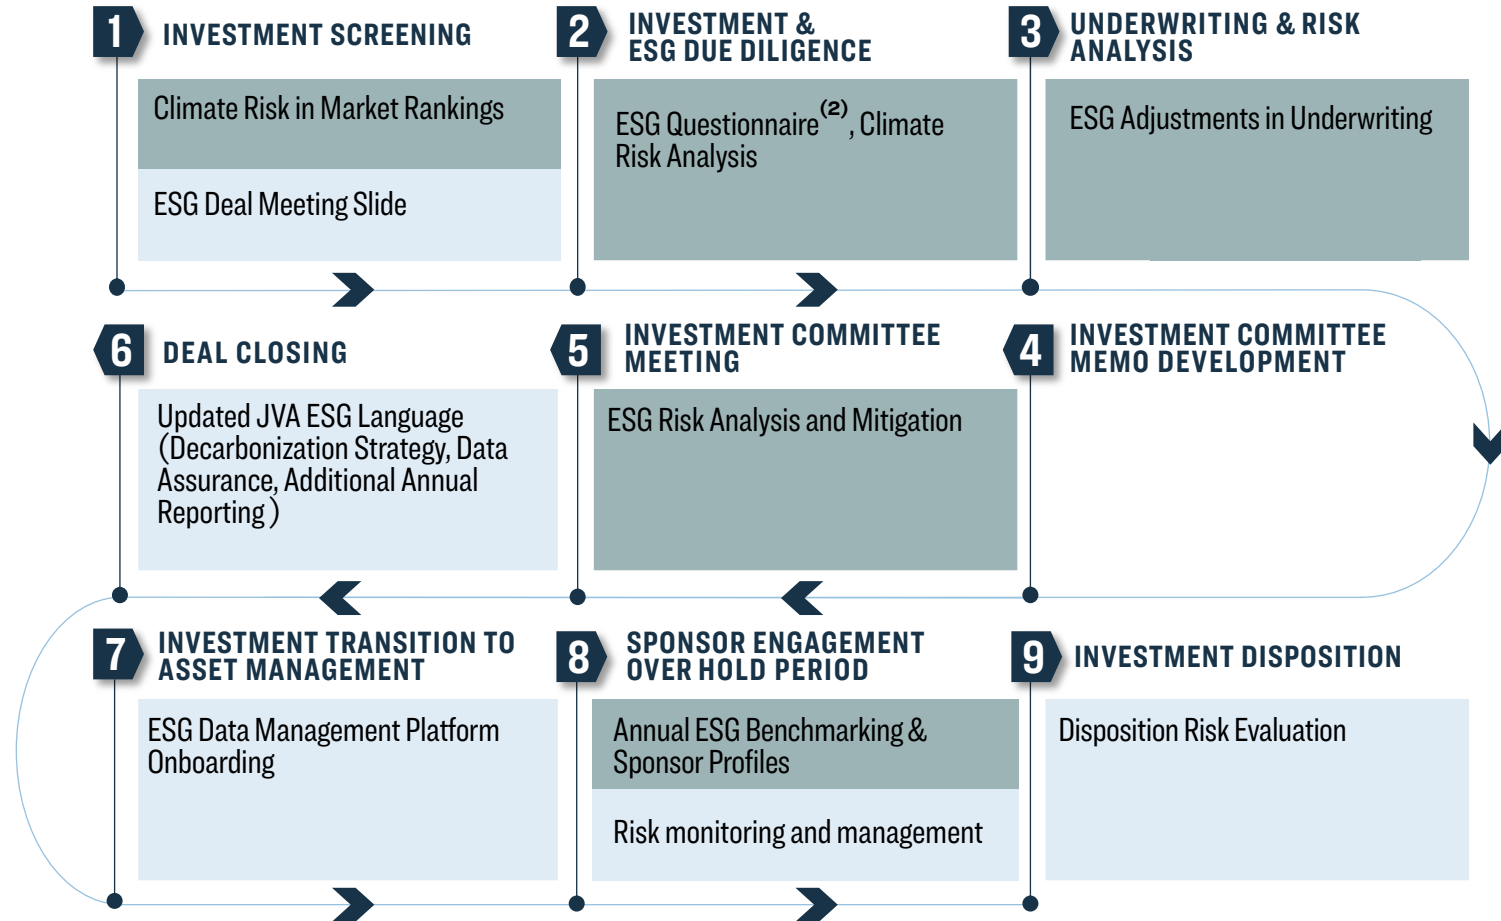 1 INVESTMENT SCREENING
Climate Risk in Market Rankings
ESG Deal Meeting Slide
2 INVESTMENT &
ESG DUE DILIGENCE
ESG Questionnaire(2), Climate
Risk Analysis
3 UNDERWRITING & RISK
ANALYSIS
ESG Adjustments in Underwriting
4 INVESTMENT COMMITTEE
MEMO DEVELOPMENT
5 INVESTMENT COMMITTEE
MEETING
ESG Risk Analysis and Mitigation
6 DEAL CLOSING
Updated JVA ESG Language
(Decarbonization Strategy, Data
Assurance, Additional Annual
Reporting )
7 INVESTMENT TRANSITION TO
ASSET MANAGEMENT
ESG Data Management Platform
Onboarding
8 SPONSOR ENGAGEMENT
OVER HOLD PERIOD
Annual ESG Benchmarking &
Sponsor Profiles
Risk monitoring and management
9 INVESTMENT DISPOSITION
Disposition Risk Evaluation